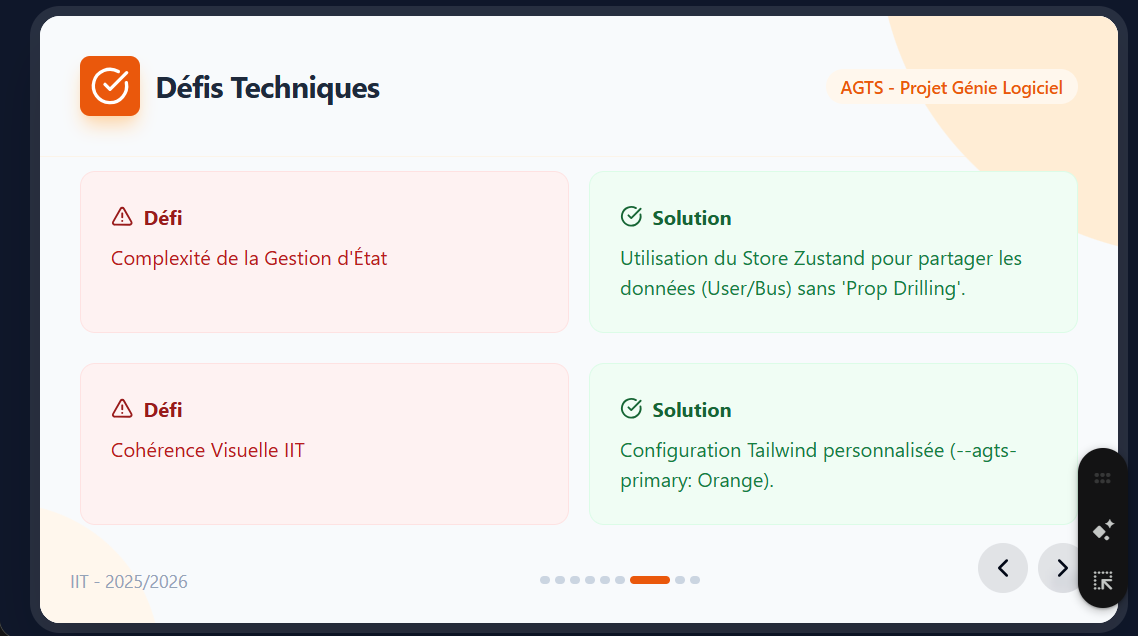 Défis Techniques
AGTS - Projet Génie Logiciel
Défi
Complexité de la Gestion d'État
Solution
Utilisation du Store Zustand pour partager les
données (User/Bus) sans 'Prop Drilling'.
Défi
Cohérence Visuelle IIT
Solution
Configuration Tailwind personnalisée (--agts-
primary: Orange).
IIT - 2025/2026